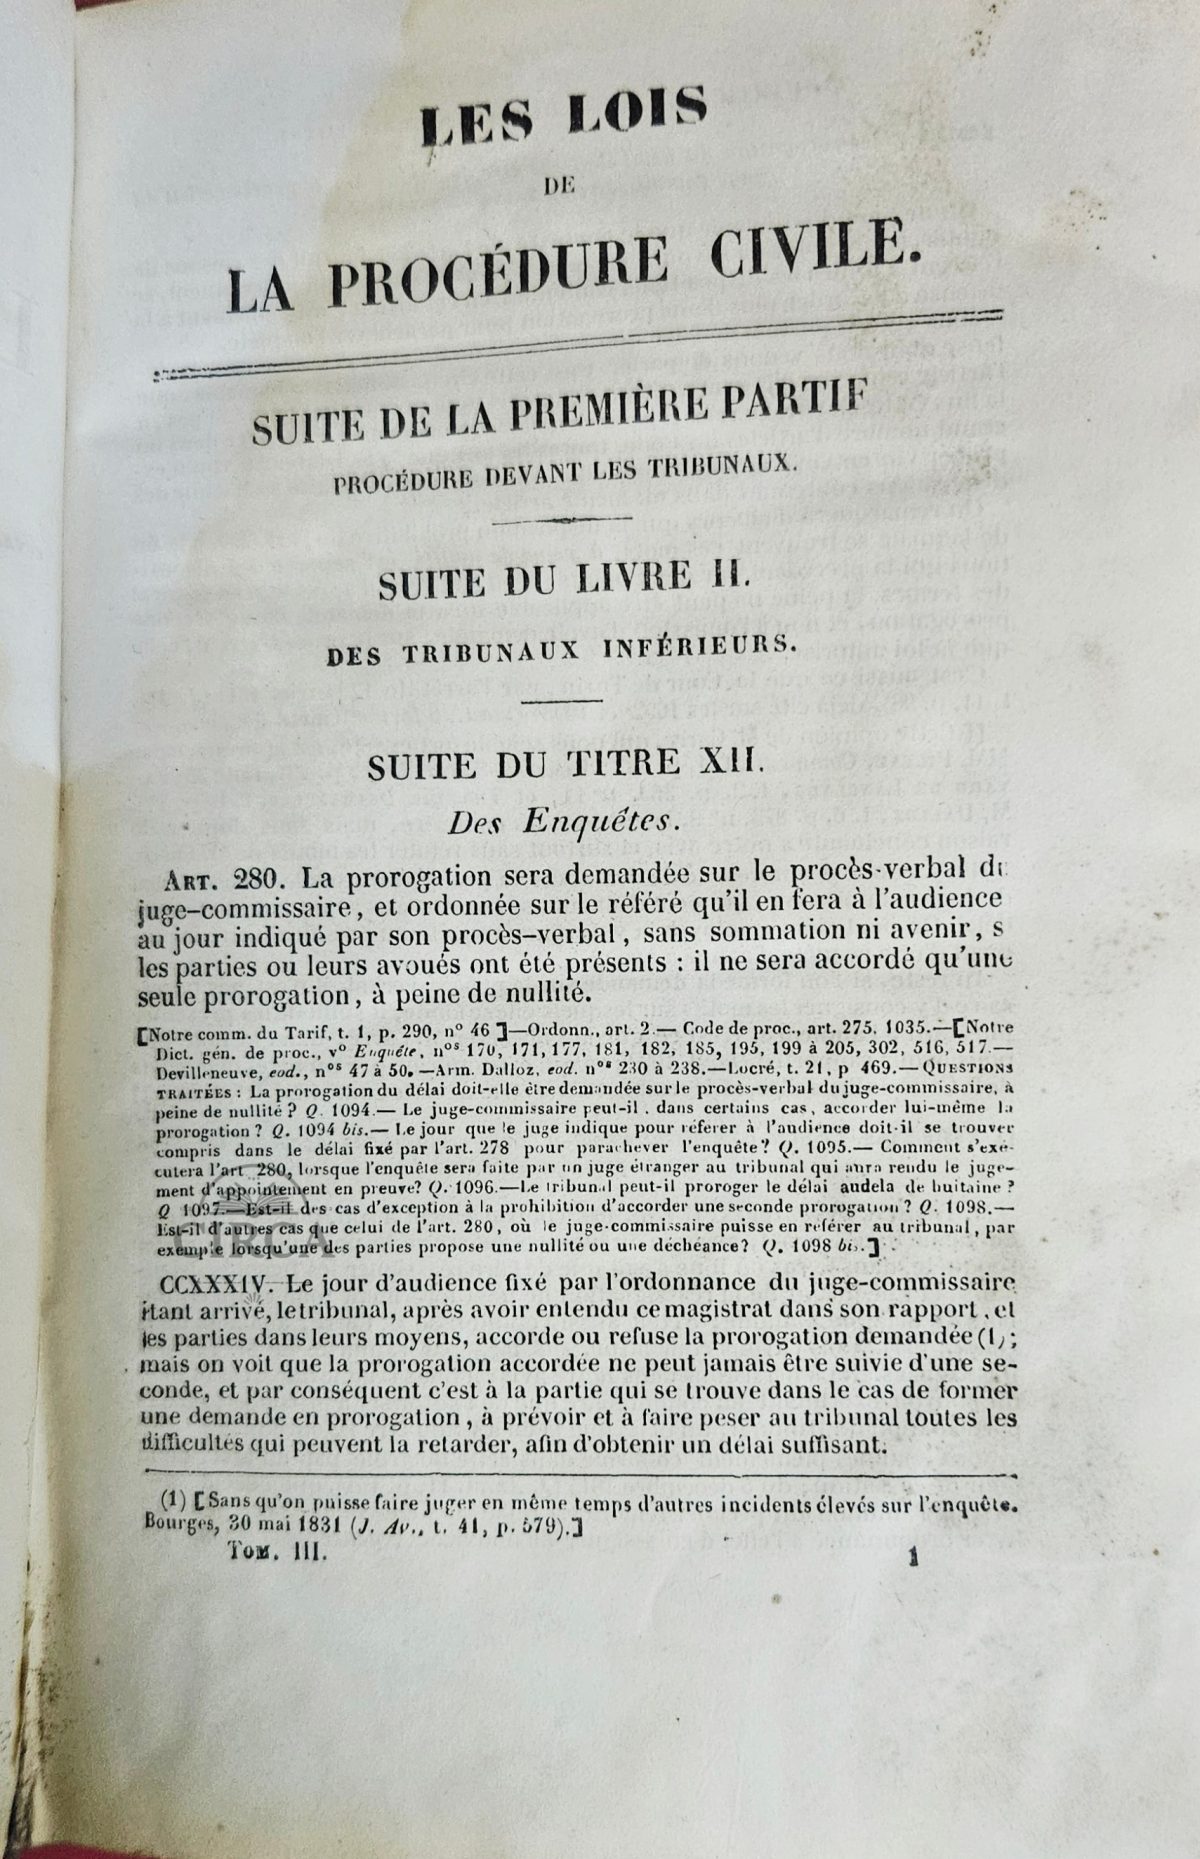 LES LOIS
DE
LA PROCÉDURE CIVILE.
SUITE DE LA PREMIÈRE PARTIE
PROCÉDURE DEVANT LES TRIBUNAUX.
SUITE DU LIVRE II.
DES TRIBUNAUX INFÉRIEURS.
SUITE DU TITRE XII.
Des Enquêtes.
ART. 280. La prorogation sera demandée sur le procès-verbal du
juge-commissaire, et ordonnée sur le référé qu'il en fera à l'audience
au jour indiqué par son procès-verbal, sans sommation ni avenir, s
les parties ou leurs avoués ont été présents : il ne sera accordé qu'une
seule prorogation, à peine de nullité.
[Notre comm. du Tarif, t. 1, p. 290, n° 46]—Ordonn., art. 2.— Code de proc., art. 275, 1035.—[Notre
Dict. gén. de proc., v° Enquête, nos 170, 171, 177, 181, 182, 185, 195, 199 à 205, 302, 516, 517.—
Devilleneuve, eod., nos 47 à 50.—Arm. Dalloz, eod. nos 230 à 238.—Locré, t. 21, p 469.—QUESTIONS
TRAITÉES : La prorogation du délai doit-elle être demandée sur le procès-verbal du juge-commissaire, à
peine de nullité ? Q. 1094.— Le juge-commissaire peut-il, dans certains cas, accorder lui-même la
prorogation ? Q. 1094 bis.— Le jour que le juge indique pour référer à l'audience doit-il se trouver
compris dans le délai fixé par l'art. 278 pour parachever l'enquête? Q. 1095.— Comment s'exé-
cutera l'art 280, lorsque l'enquête sera faite par un juge étranger au tribunal qui aura rendu le juge-
ment d'appointement en preuve? Q. 1096.—Le tribunal peut-il proroger le délai audela de huitaine ?
Q 1097.—Est-il des cas d'exception à la prohibition d'accorder une seconde prorogation ? Q. 1098.—
Est-il d'autres cas que celui de l'art. 280, où le juge-commissaire puisse en référer au tribunal, par
exemple lorsqu'une des parties propose une nullité ou une déchéance? Q. 1098 bis.]
CIRCA
CCXXXIV. Le jour d'audience fixé par l'ordonnance du juge-commissaire
étant arrivé, le tribunal, après avoir entendu ce magistrat dans son rapport, et
les parties dans leurs moyens, accorde ou refuse la prorogation demandée (1);
mais on voit que la prorogation accordée ne peut jamais être suivie d'une se-
conde, et par conséquent c'est à la partie qui se trouve dans le cas de former
une demande en prorogation, à prévoir et à faire peser au tribunal toutes les
difficultés qui peuvent la retarder, afin d'obtenir un délai suffisant.
(1) [Sans qu'on puisse faire juger en même temps d'autres incidents élevés sur l'enquête.
Bourges, 30 mai 1831 (J. Av., t. 41, p. 579).]
TOM. III. 1